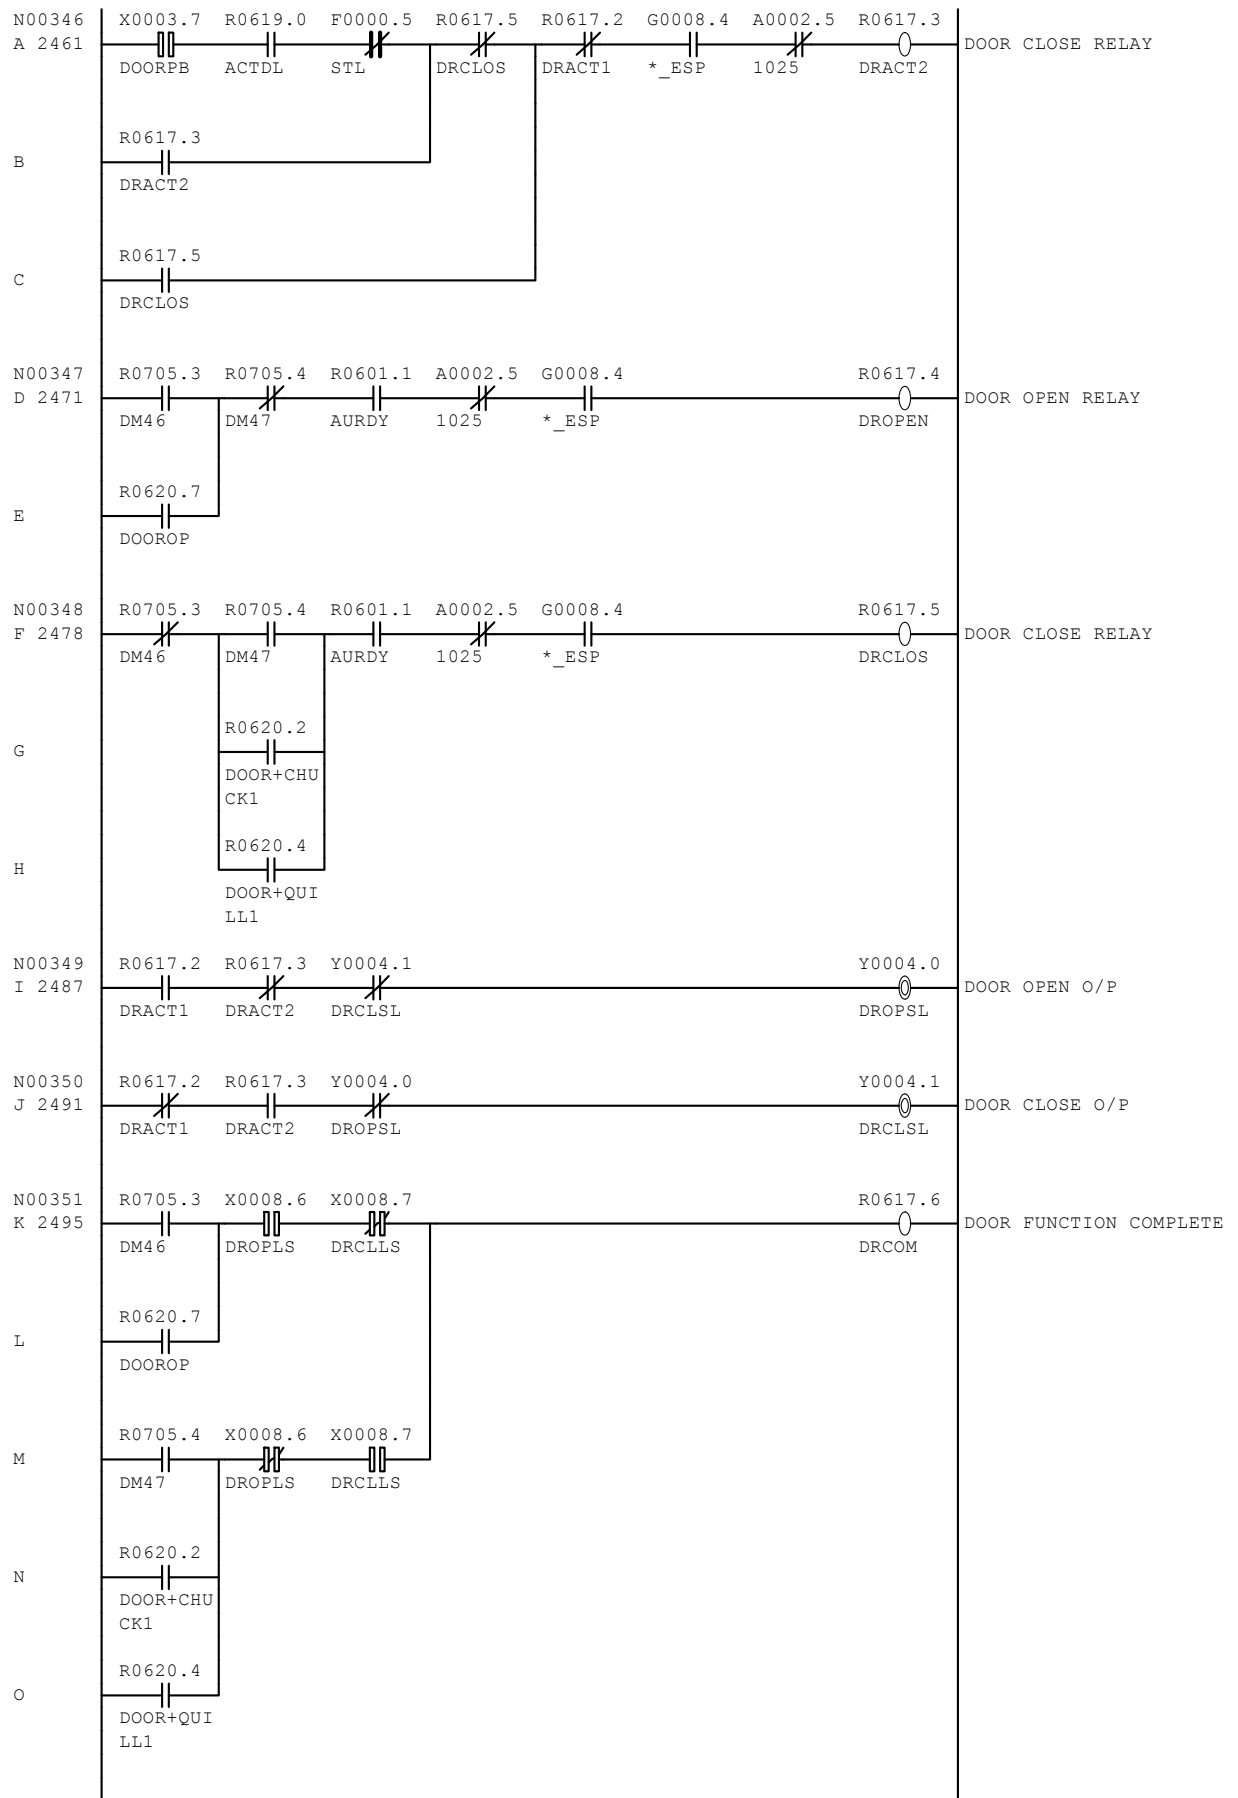 N00346 X0003.7 R0619.0 F0000.5 R0617.5 R0617.2 G0008.4 A0002.5 R0617.3
A 2461 DOOR CLOSE RELAY
DOORPB ACTDL STL DRCLOS DRACT1 *_ESP 1025 DRACT2
R0617.3
B
DRACT2
R0617.5
C
DRCLOS
N00347 R0705.3 R0705.4 R0601.1 A0002.5 G0008.4 R0617.4
D 2471 DOOR OPEN RELAY
DM46 DM47 AURDY 1025 *_ESP DROPEN
R0620.7
E
DOOROP
N00348 R0705.3 R0705.4 R0601.1 A0002.5 G0008.4 R0617.5
F 2478 DOOR CLOSE RELAY
DM46 DM47 AURDY 1025 *_ESP DRCLOS
R0620.2
G
DOOR+CHU
CK1
R0620.4
H
DOOR+QUI
LL1
N00349 R0617.2 R0617.3 Y0004.1 Y0004.0
I 2487 DOOR OPEN O/P
DRACT1 DRACT2 DRCLSL DROPSL
N00350 R0617.2 R0617.3 Y0004.0 Y0004.1
J 2491 DOOR CLOSE O/P
DRACT1 DRACT2 DROPSL DRCLSL
N00351 R0705.3 X0008.6 X0008.7 R0617.6
K 2495 DOOR FUNCTION COMPLETE
DM46 DROPLS DRCLLS DRCOM
R0620.7
L
DOOROP
R0705.4 X0008.6 X0008.7
M
DM47 DROPLS DRCLLS
R0620.2
N
DOOR+CHU
CK1
R0620.4
O
DOOR+QUI
LL1